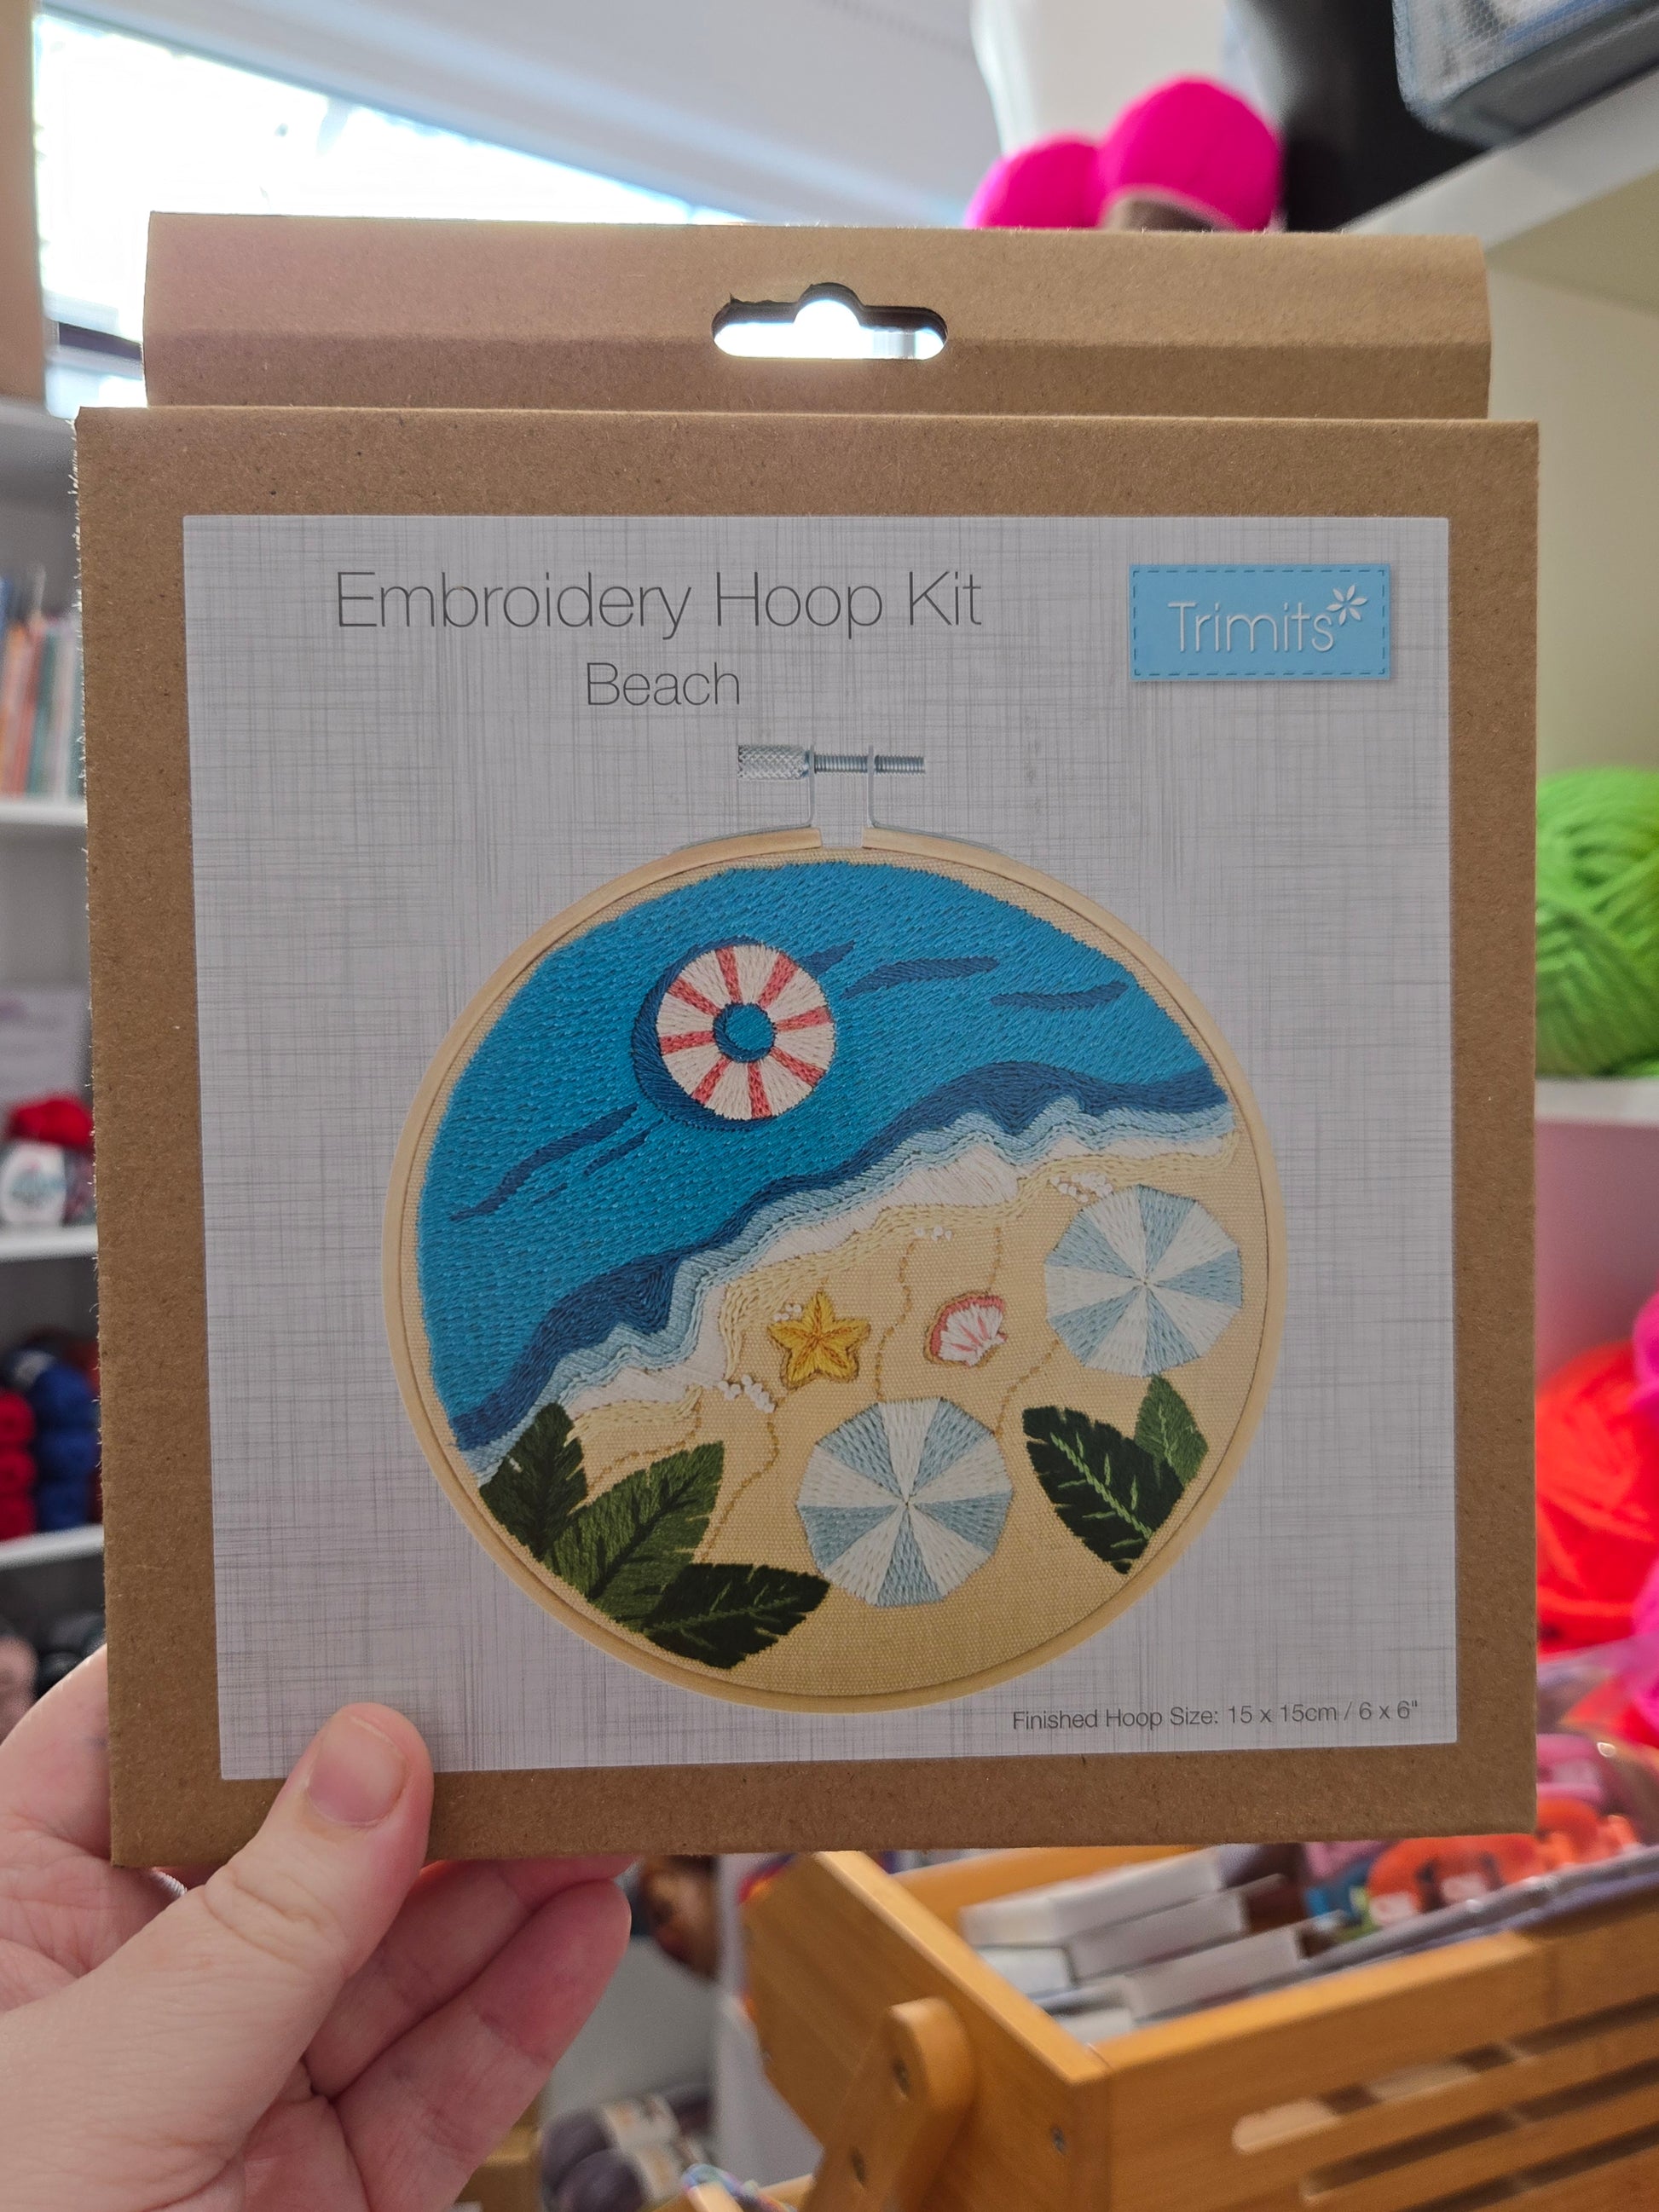 Embroidery Hoop Kit
Beach
Trimits
Finished Hoop Size: 15 x 15cm / 6 x 6"